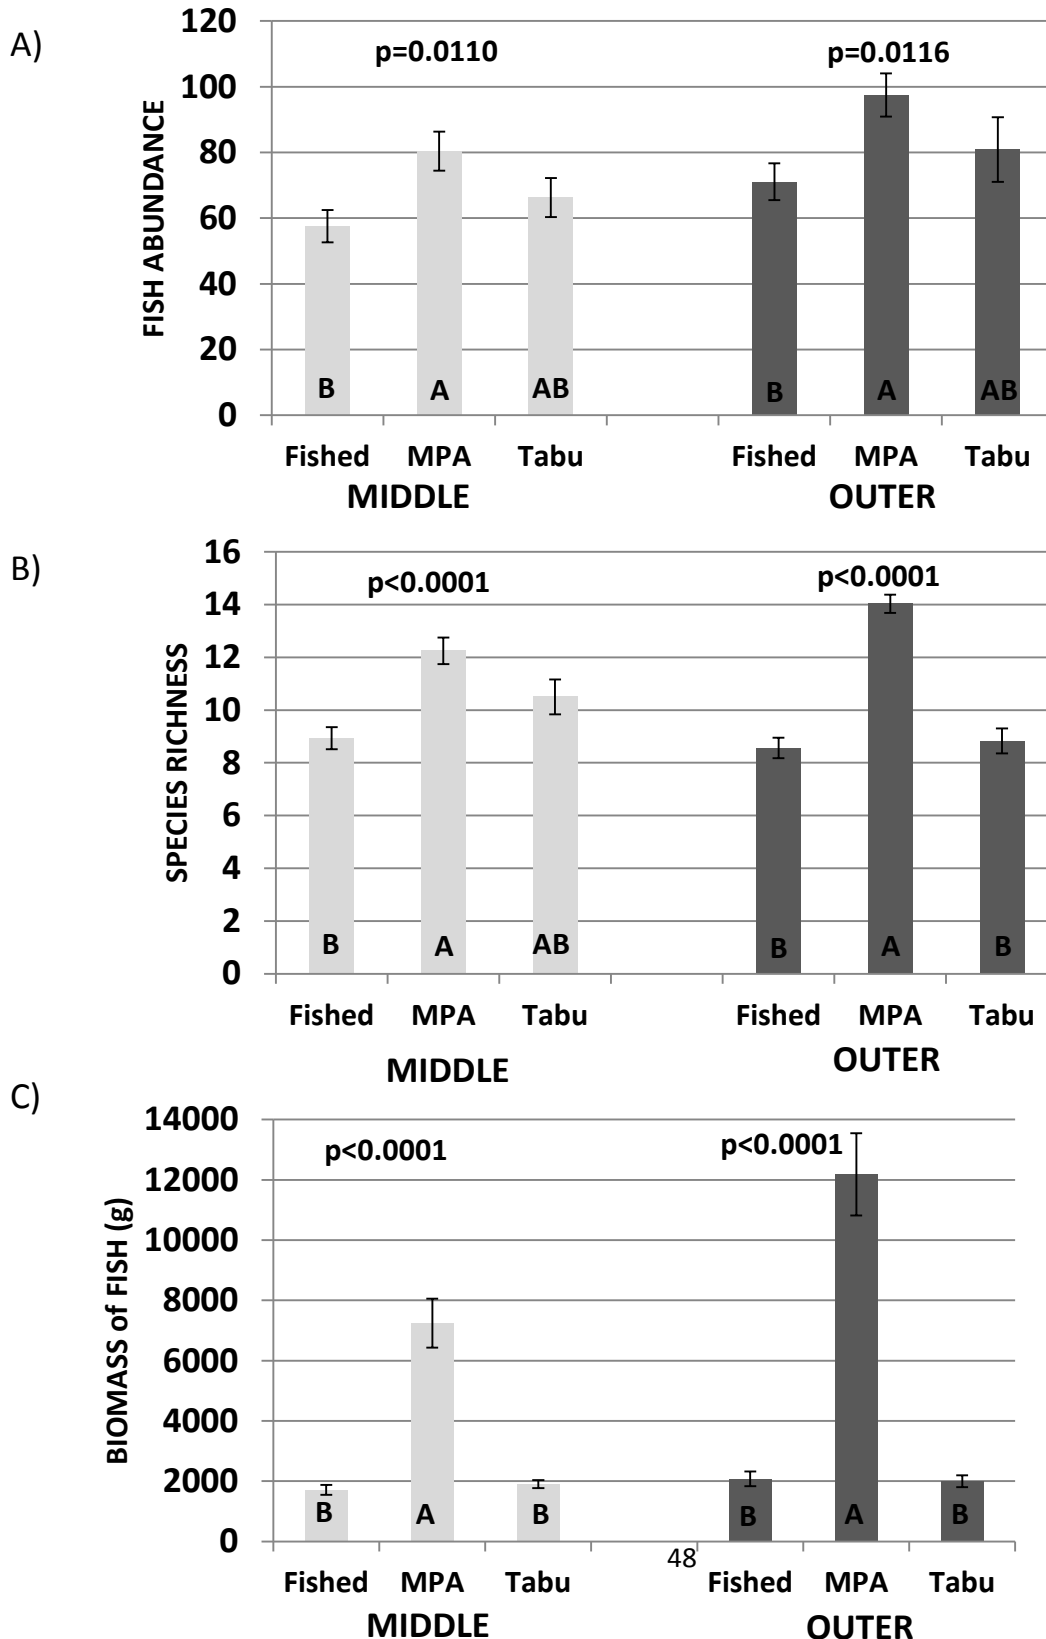 A)
FISH ABUNDANCE
120
100
80
60
40
20
0
p=0.0110
p=0.0116
B
A
AB
B
A
AB
Fished
MPA
Tabu
Fished
MPA
Tabu
MIDDLE
OUTER
B)
SPECIES RICHNESS
16
14
12
10
8
6
4
2
0
p<0.0001
p<0.0001
B
A
AB
B
A
B
Fished
MPA
Tabu
Fished
MPA
Tabu
MIDDLE
OUTER
C)
BIOMASS of FISH (g)
14000
12000
10000
8000
6000
4000
2000
0
p<0.0001
p<0.0001
B
A
B
B
A
B
48
Fished
MPA
Tabu
Fished
MPA
Tabu
MIDDLE
OUTER